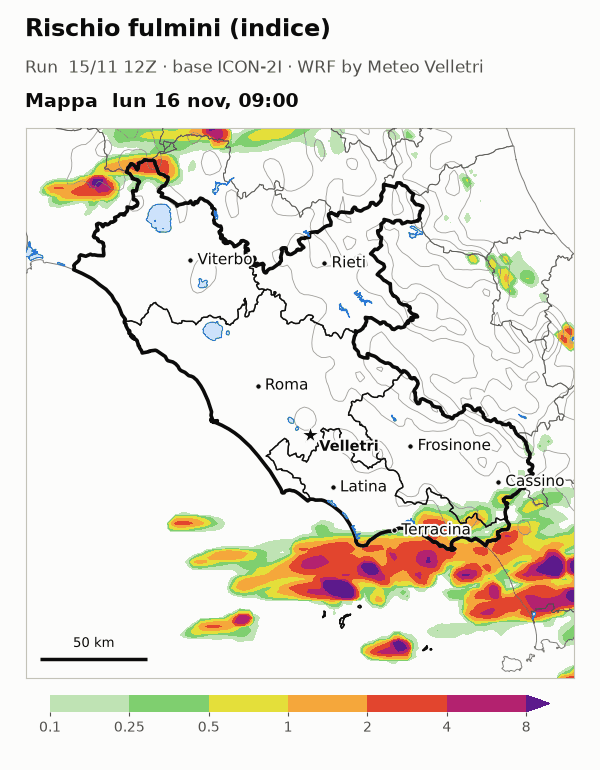 Rischio fulmini (indice)
Run 15/11 12Z · base ICON-2I · WRF by Meteo Velletri
Mappa lun 16 nov, 09:00
Viterbo
Rieti
Roma
Velletri
Frosinone
Latina
Cassino
Terracina
50 km
0.1 0.25 0.5 1 2 4 8